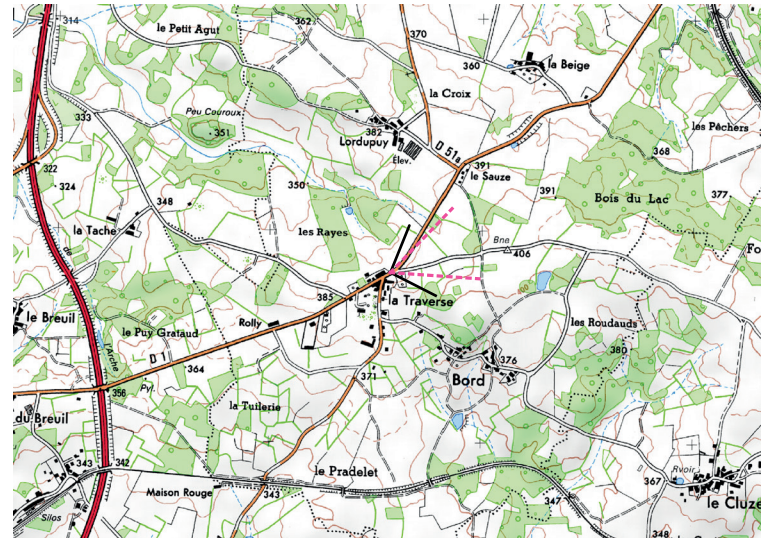 314
le Petit Agut
362
370
360
la Beige
333
Peu Couroux
351
la Croix
382
Lordupuy
Élev.
D 51a
les Pêchers
368
322
324
391
le Sauze
350
391
377
Bois du Lac
la Tache
348
les Rayes
Bne
406
Fo
de
385
la Traverse
le Breuil
le Puy Grataud
Rolly
les Roudauds
l'Arche
D 1
364
376
380
Pyl.
356
371
Bord
la Tuilerie
du Breuil
343
342
le Pradelet
Rvoir
367
Maison Rouge
343
347
le Cluze
Silos
348